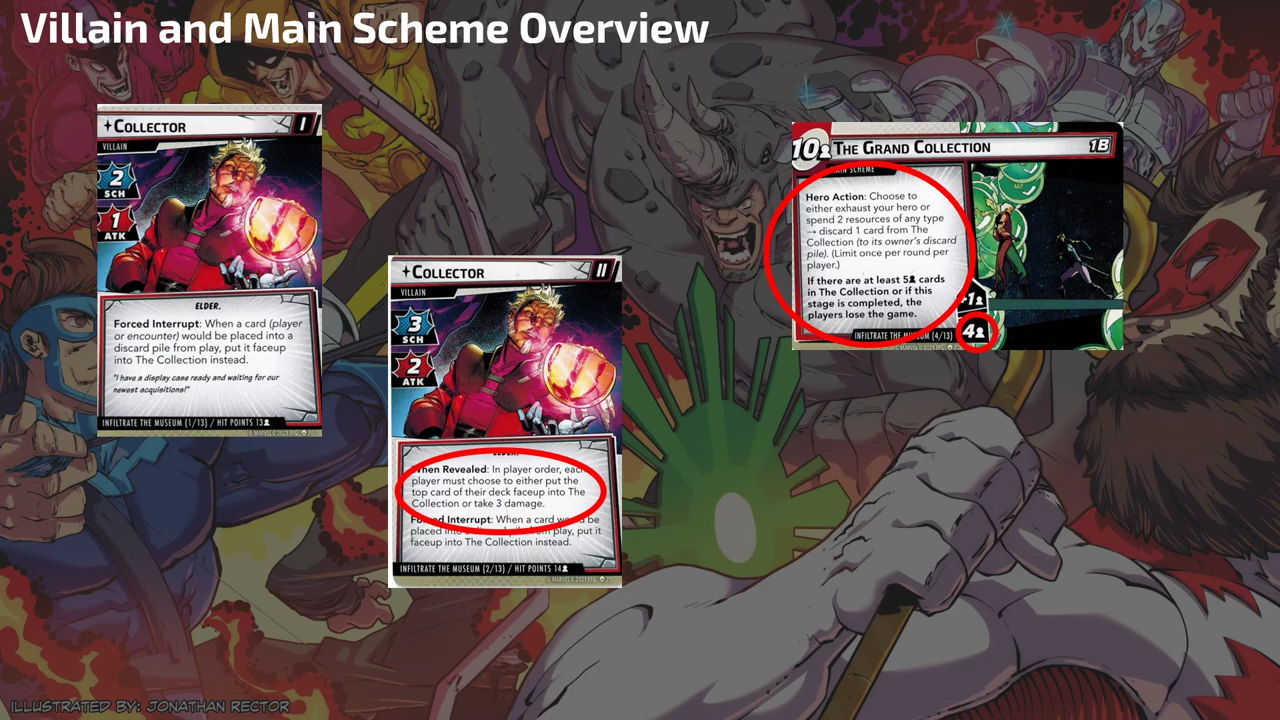 Villain and Main Scheme Overview
COLLECTOR I
VILLAIN
2
SCH
1
ATK
ELDER.
Forced Interrupt: When a card (player
or encounter) would be placed into a
discard pile from play, put it faceup
into The Collection instead.
"I have a display case ready and waiting for our
newest acquisitions!"
INFILTRATE THE MUSEUM (1/13) / HIT POINTS 13
COLLECTOR II
VILLAIN
3
SCH
2
ATK
ELDER.
When Revealed: In player order, each
player must choose to either put the
top card of their deck faceup into The
Collection or take 3 damage.
Forced Interrupt: When a card would be
placed into a discard pile from play, put it
faceup into The Collection instead.
INFILTRATE THE MUSEUM (2/13) / HIT POINTS 14
10 THE GRAND COLLECTION 1B
MAIN SCHEME
Hero Action: Choose to
either exhaust your hero or
spend 2 resources of any type
→ discard 1 card from The
Collection (to its owner's discard
pile). (Limit once per round per
player.)
If there are at least 5 cards
in The Collection or if this
stage is completed, the
players lose the game.
+1
4
INFILTRATE THE MUSEUM (4/13)
ILLUSTRATED BY: JONATHAN RECTOR